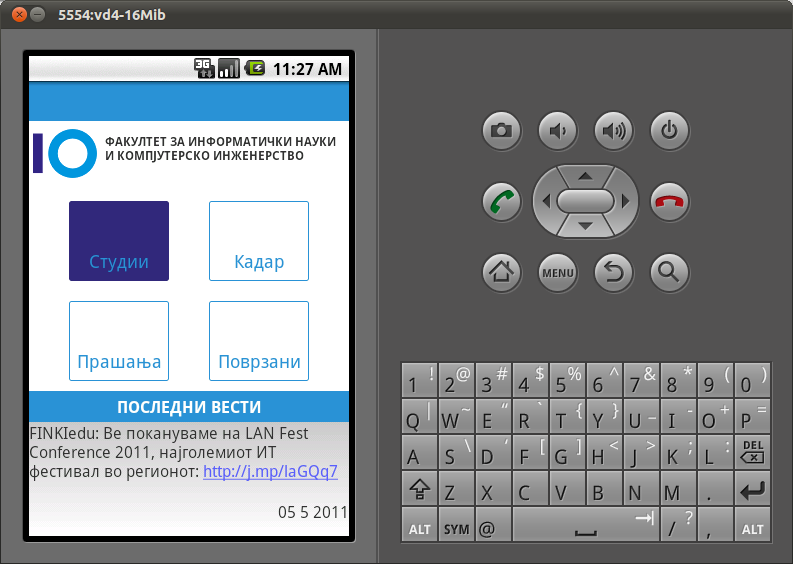 5554:vd4-16Mib
3G
11:27 AM
ФАКУЛТЕТ ЗА ИНФОРМАТИЧКИ НАУКИ
И КОМПЈУТЕРСКО ИНЖЕНЕРСТВО
Студии
Кадар
Прашања
Поврзани
ПОСЛЕДНИ ВЕСТИ
FINKIedu: Ве покануваме на LAN Fest
Conference 2011, најголемиот ИТ
фестивал во регионот: http://j.mp/laGQq7
05 5 2011
MENU
1 ! 2 @ 3 # 4 $ 5 % 6 ^ 7 & 8 * 9 ( 0 )
Q | W ~ E “ R ` T { Y } U _ I - O + P =
A S \ D ‘ F [ G ] H < J > K ; L : DEL
Z X C V B N M .
ALT SYM @ / ? , ALT